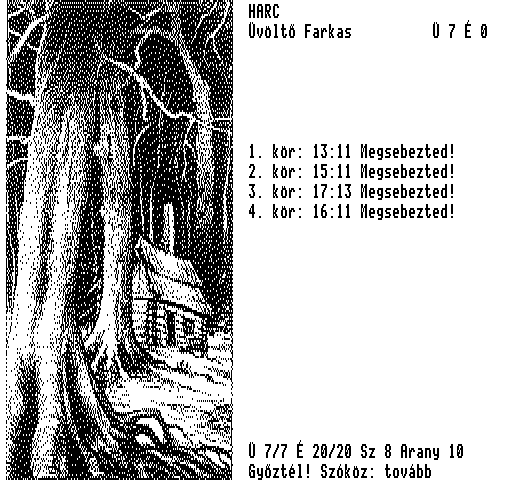 HARC
Üvöltő Farkas Ü 7 É 0
1. kör: 13:11 Megsebezted!
2. kör: 15:11 Megsebezted!
3. kör: 17:13 Megsebezted!
4. kör: 16:11 Megsebezted!
Ü 7/7 É 20/20 Sz 8 Arany 10
Győztél! Szóköz: tovább